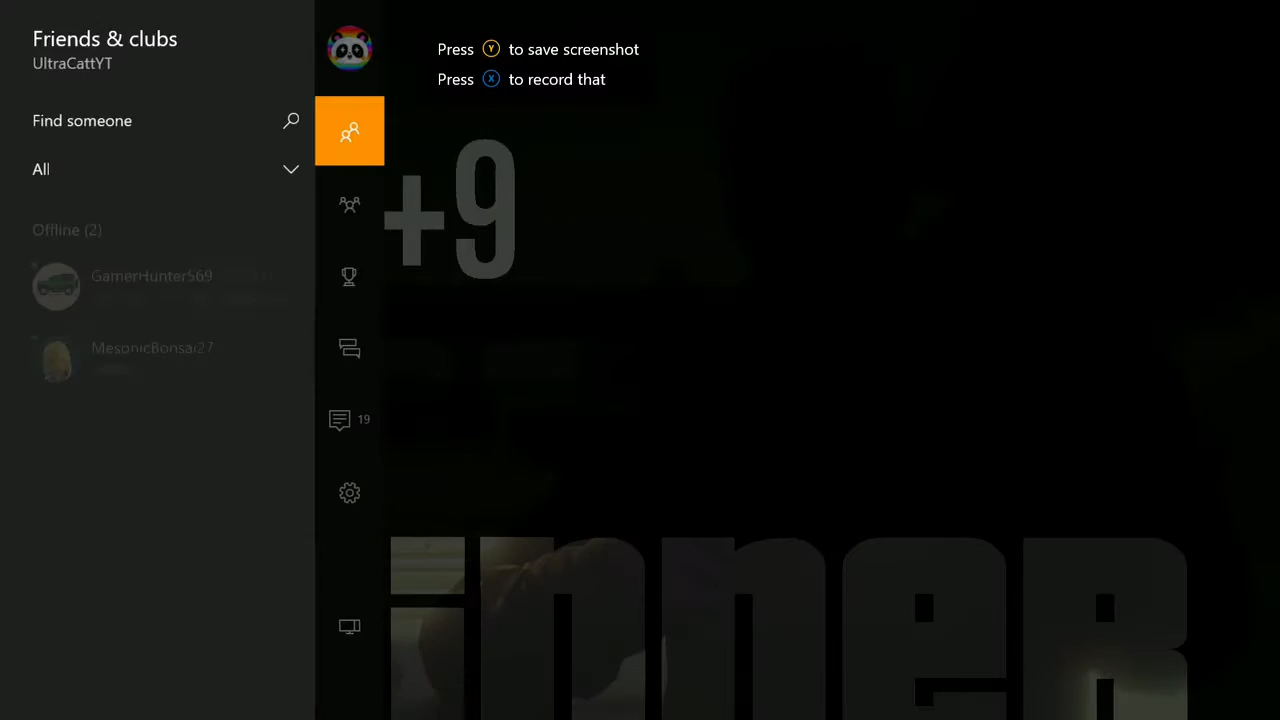 Friends & clubs
UltraCattYT
Find someone
All
Offline (2)
GamerHunter569
MesonicBonsai27
19
Press Y to save screenshot
Press X to record that
+9
inner